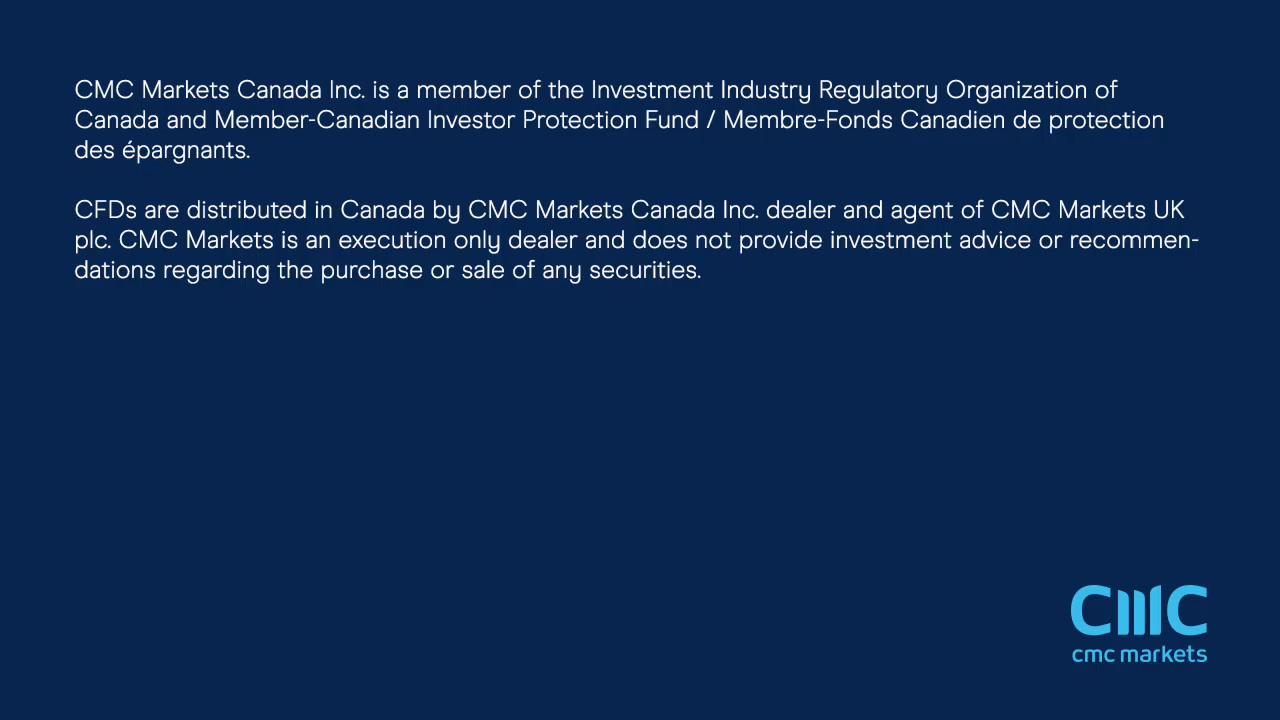 CMC Markets Canada Inc. is a member of the Investment Industry Regulatory Organization of
Canada and Member-Canadian Investor Protection Fund / Membre-Fonds Canadien de protection
des épargnants.
CFDs are distributed in Canada by CMC Markets Canada Inc. dealer and agent of CMC Markets UK
plc. CMC Markets is an execution only dealer and does not provide investment advice or recommen-
dations regarding the purchase or sale of any securities.
CMC
cmc markets